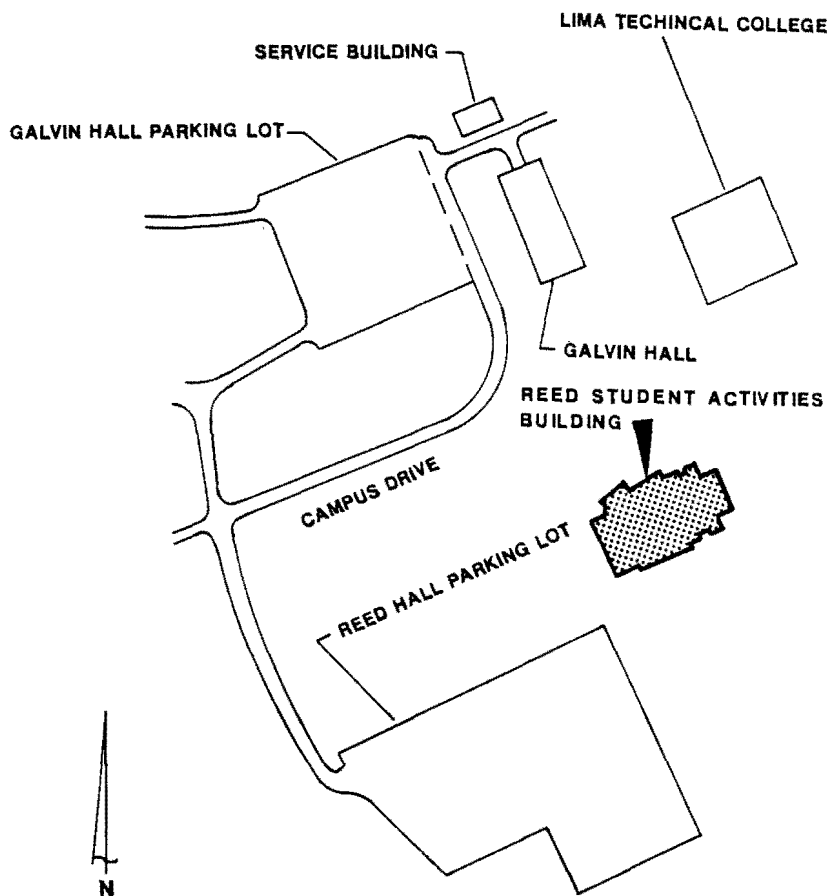 LIMA TECHINCAL COLLEGE
SERVICE BUILDING
GALVIN HALL PARKING LOT
GALVIN HALL
REED STUDENT ACTIVITIES
BUILDING
CAMPUS DRIVE
REED HALL PARKING LOT
N